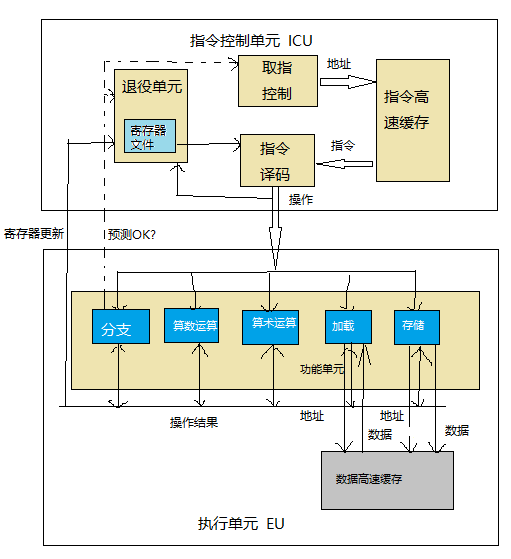 指令控制单元 ICU
取指
控制
地址
指令高
速缓存
退役单元
寄存器
文件
指令
译码
指令
操作
寄存器更新
预测OK?
分支
算数运算
算术运算
加载
存储
功能单元
地址
地址
操作结果
数据
数据
数据高速缓存
执行单元 EU